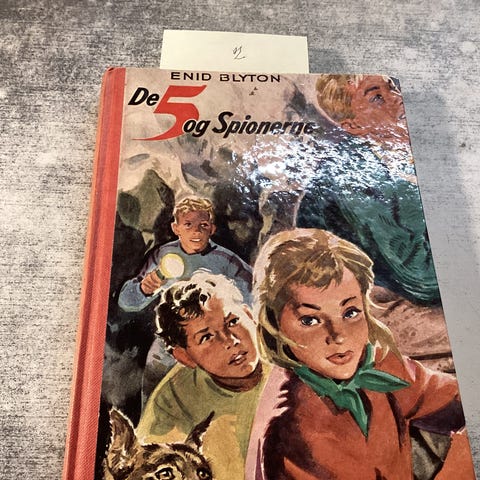 ENID BLYTON
De 5
og Spionerne